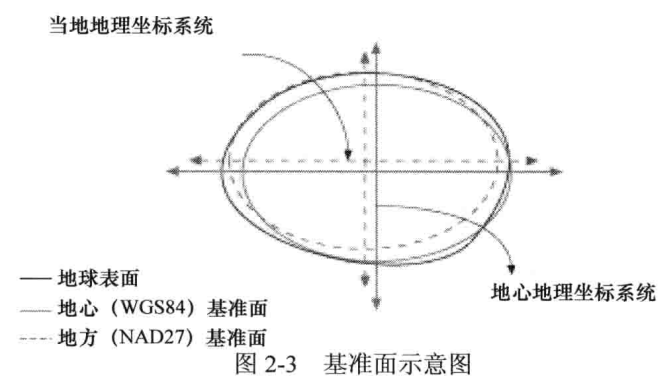 当地地理坐标系统
地心地理坐标系统
地球表面
地心（WGS84）基准面
地方（NAD27）基准面
图 2-3 基准面示意图